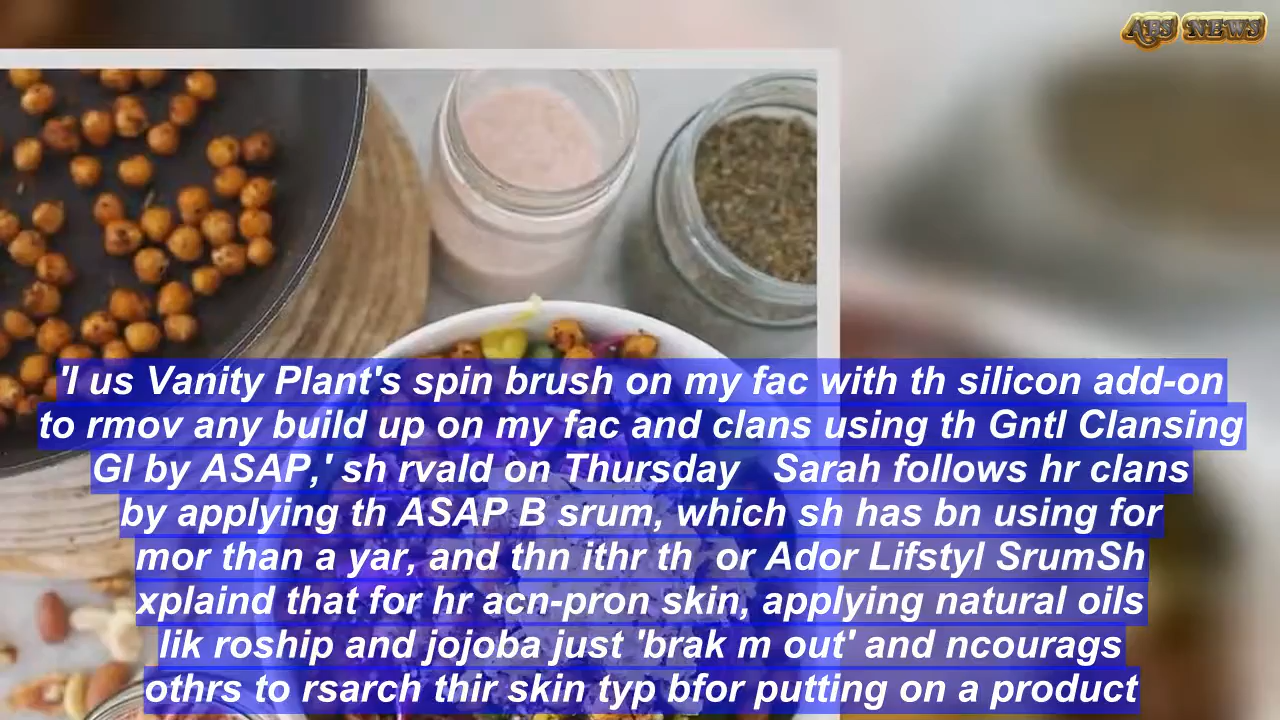 ABS NEWS
'I us Vanity Plant's spin brush on my fac with th silicon add-on
to rmov any build up on my fac and clans using th Gntl Clansing
Gl by ASAP,' sh rvald on Thursday Sarah follows hr clans
by applying th ASAP B srum, which sh has bn using for
mor than a yar, and thn ithr th or Ador Lifstyl SrumSh
xplaind that for hr acn-pron skin, applying natural oils
lik roship and jojoba just 'brak m out' and ncourags
othrs to rsarch thir skin typ bfor putting on a product